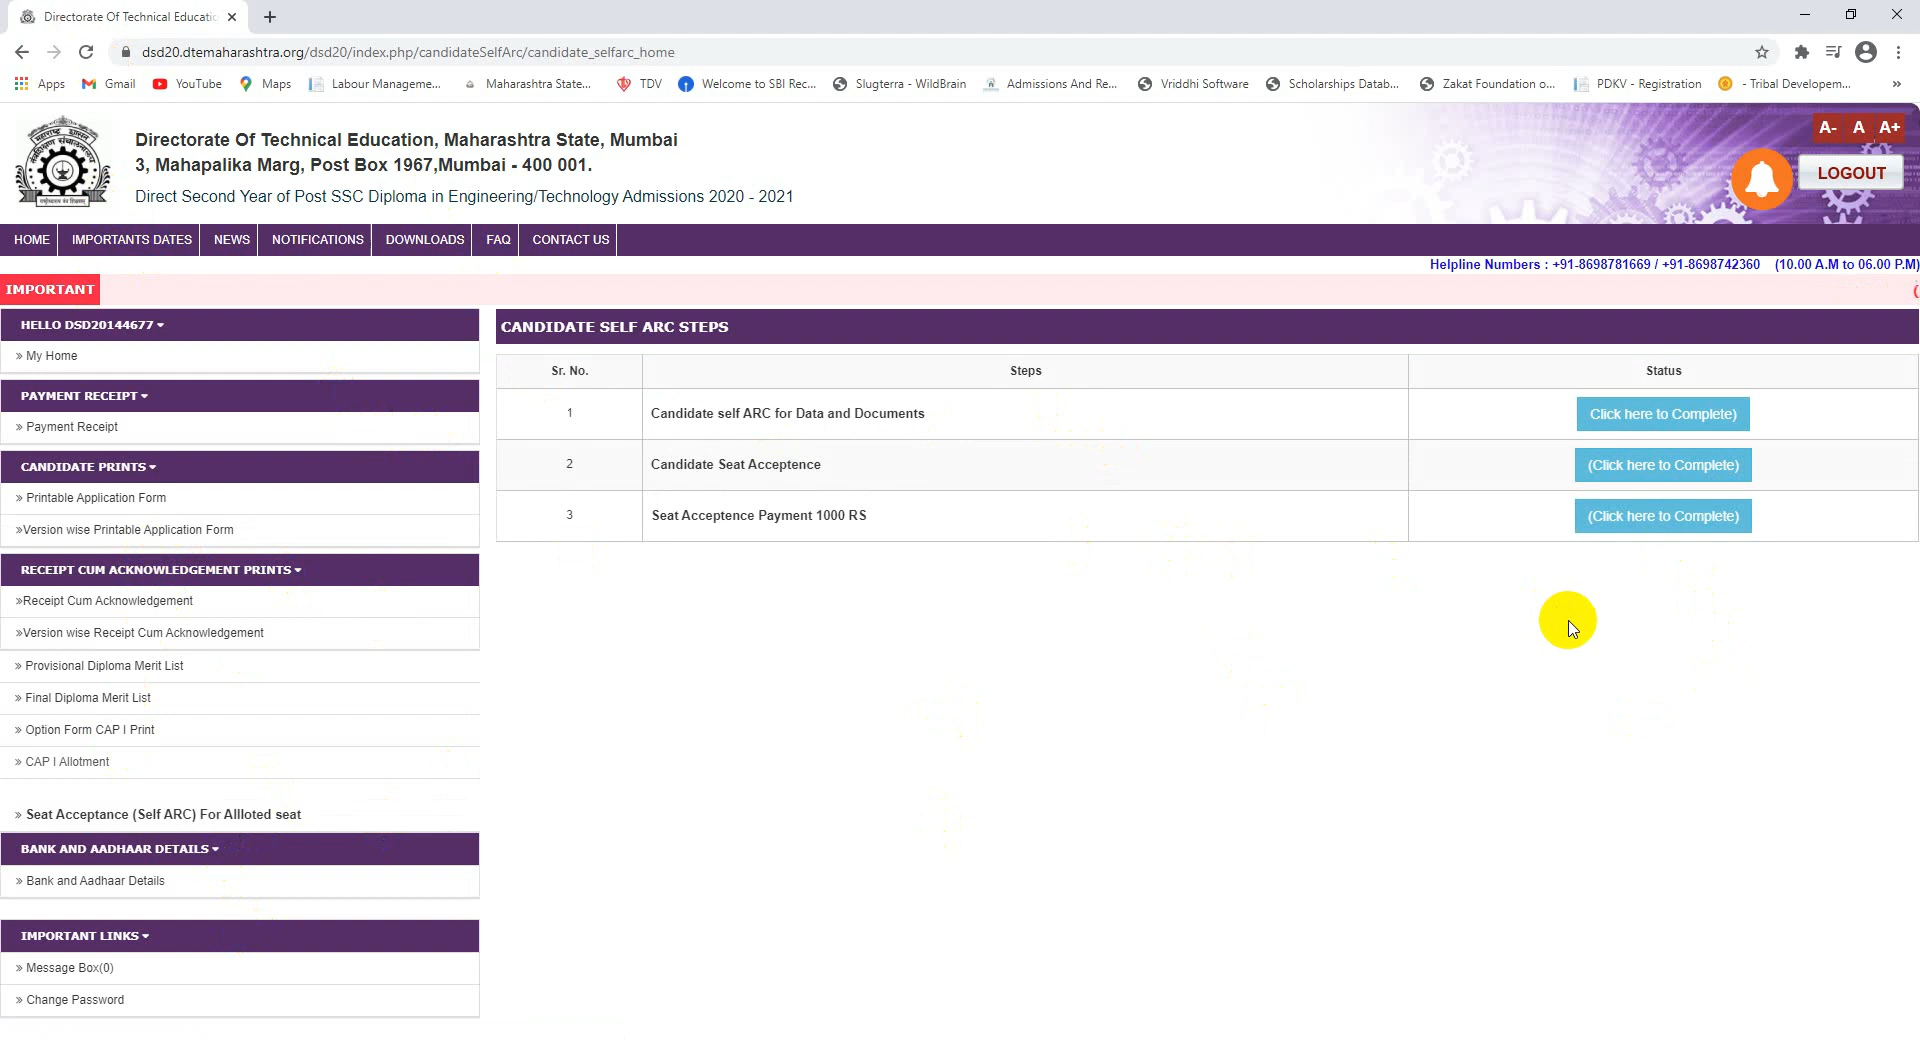 Directorate Of Technical Educatio
dsd20.dtemaharashtra.org/dsd20/index.php/candidateSelfArc/candidate_selfarc_home
Apps Gmail YouTube Maps Labour Manageme... Maharashtra State... TDV Welcome to SBI Rec... Slugterra - WildBrain Admissions And Re... Vriddhi Software Scholarships Datab... Zakat Foundation o... PDKV - Registration - Tribal Developem... »
Directorate Of Technical Education, Maharashtra State, Mumbai
3, Mahapalika Marg, Post Box 1967,Mumbai - 400 001.
Direct Second Year of Post SSC Diploma in Engineering/Technology Admissions 2020 - 2021
A- A A+
LOGOUT
HOME IMPORTANTS DATES NEWS NOTIFICATIONS DOWNLOADS FAQ CONTACT US
Helpline Numbers : +91-8698781669 / +91-8698742360 (10.00 A.M to 06.00 P.M)
IMPORTANT (
HELLO DSD20144677
» My Home
PAYMENT RECEIPT
» Payment Receipt
CANDIDATE PRINTS
» Printable Application Form
»Version wise Printable Application Form
RECEIPT CUM ACKNOWLEDGEMENT PRINTS
»Receipt Cum Acknowledgement
»Version wise Receipt Cum Acknowledgement
» Provisional Diploma Merit List
» Final Diploma Merit List
» Option Form CAP I Print
» CAP I Allotment
» Seat Acceptance (Self ARC) For Allloted seat
BANK AND AADHAAR DETAILS
» Bank and Aadhaar Details
IMPORTANT LINKS
» Message Box(0)
» Change Password
CANDIDATE SELF ARC STEPS
Sr. No. Steps Status
1 Candidate self ARC for Data and Documents Click here to Complete)
2 Candidate Seat Acceptence (Click here to Complete)
3 Seat Acceptence Payment 1000 RS (Click here to Complete)